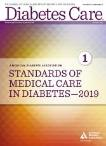 Diabetes Care
1
AMERICAN DIABETES ASSOCIATION
STANDARDS OF
MEDICAL CARE
IN DIABETES—2019